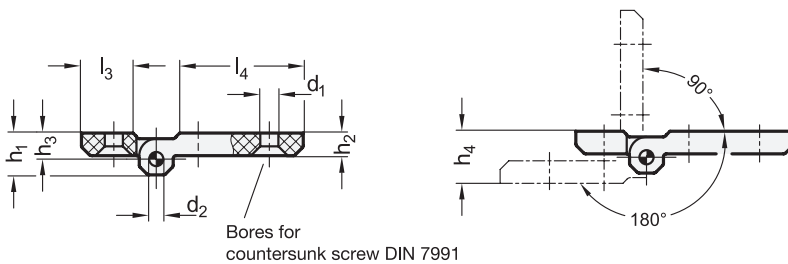 l3
l4
d1
h1
h3
h2
d2
Bores for
countersunk screw DIN 7991
h4
90°
180°